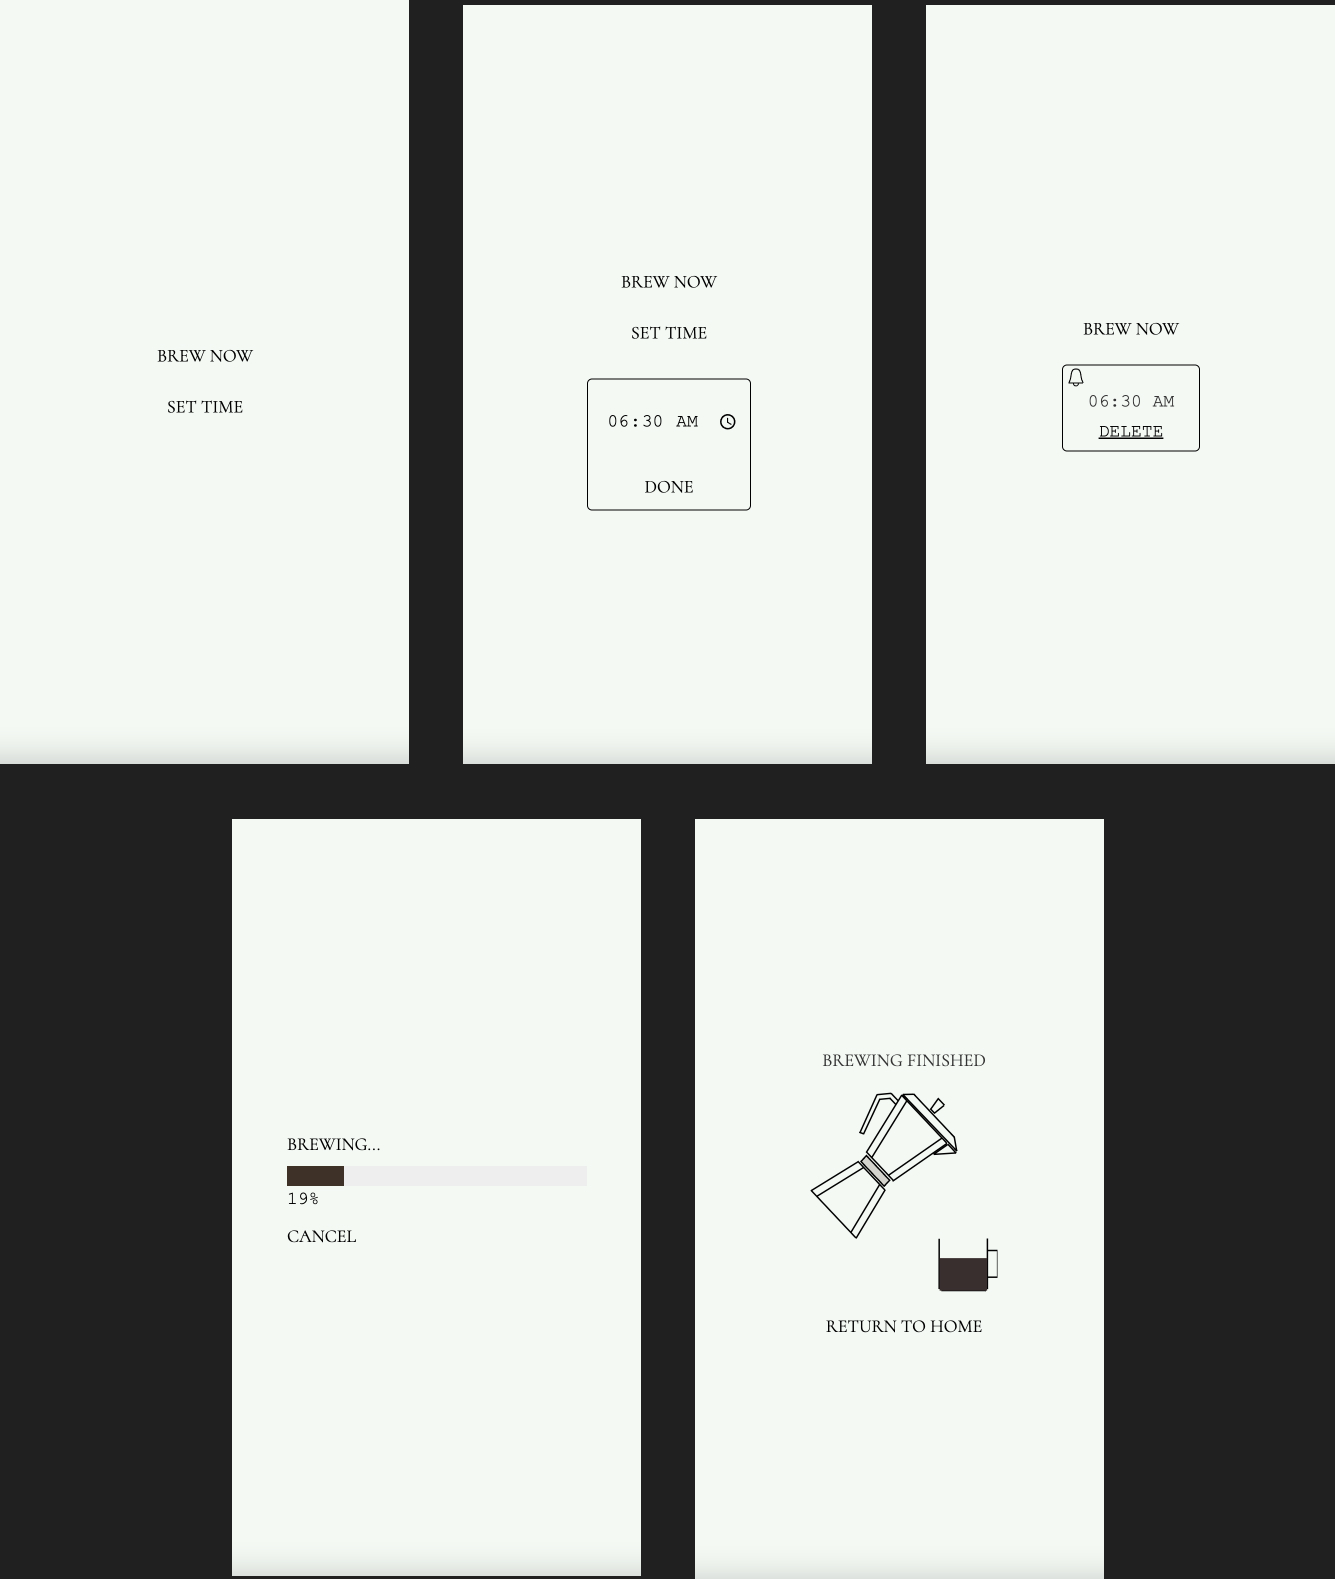 BREW NOW
SET TIME
BREW NOW
SET TIME
06:30 AM
DONE
BREW NOW
06:30 AM
DELETE
BREWING...
19%
CANCEL
BREWING FINISHED
RETURN TO HOME